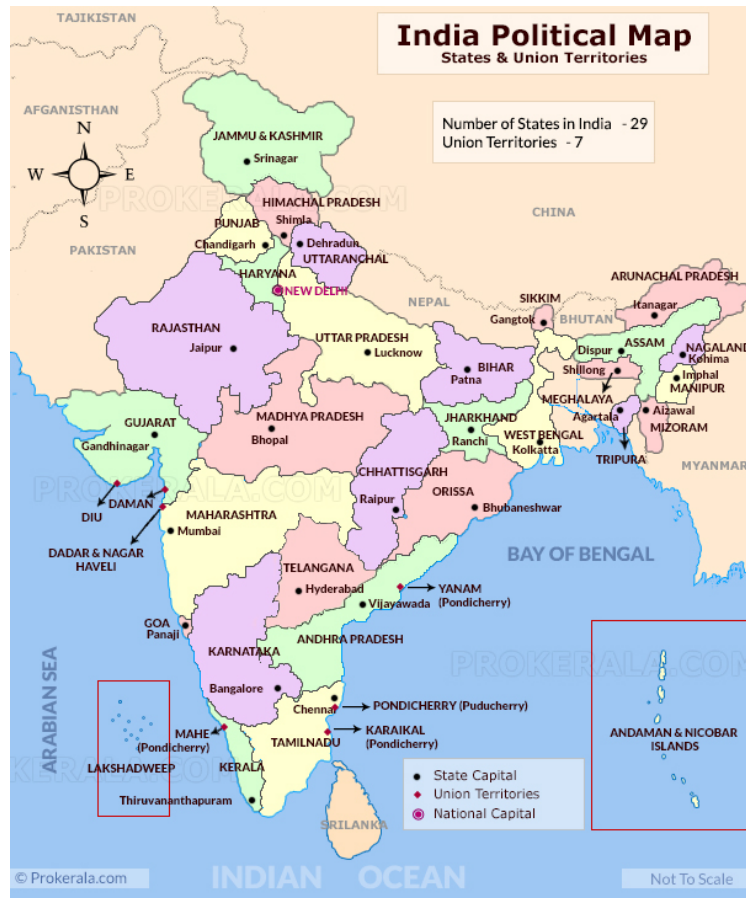 India Political Map
States & Union Territories
Number of States in India - 29
Union Territories - 7
TAJIKISTAN
AFGANISTHAN
N
W
E
S
PROKERALA.COM
PAKISTAN
CHINA
NEPAL
BHUTAN
MYANMAR
JAMMU & KASHMIR
Srinagar
HIMACHAL PRADESH
Shimla
PUNJAB
Chandigarh
Dehradun
UTTARANCHAL
HARYANA
NEW DELHI
RAJASTHAN
Jaipur
UTTAR PRADESH
Lucknow
BIHAR
Patna
SIKKIM
Gangtok
ARUNACHAL PRADESH
Itanagar
ASSAM
Dispur
NAGALAND
Kohima
Shillong
Imphal
MANIPUR
MEGHALAYA
Agartala
Aizawal
MIZORAM
TRIPURA
GUJARAT
Gandhinagar
MADHYA PRADESH
Bhopal
JHARKHAND
Ranchi
WEST BENGAL
Kolkatta
CHHATTISGARH
Raipur
ORISSA
Bhubaneshwar
PROKERALA.COM
DIU
DAMAN
DADAR & NAGAR
HAVELI
MAHARASHTRA
Mumbai
TELANGANA
Hyderabad
BAY OF BENGAL
YANAM
(Pondicherry)
Vijayawada
ANDHRA PRADESH
GOA
Panaji
KARNATAKA
Bangalore
PROKERALA.COM
ARABIAN SEA
Chennai
PONDICHERRY (Puducherry)
KARAIKAL
(Pondicherry)
MAHE
(Pondicherry)
TAMILNADU
KERALA
LAKSHADWEEP
Thiruvananthapuram
ANDAMAN & NICOBAR
ISLANDS
State Capital
Union Territories
National Capital
SRILANKA
© Prokerala.com
INDIAN OCEAN
Not To Scale